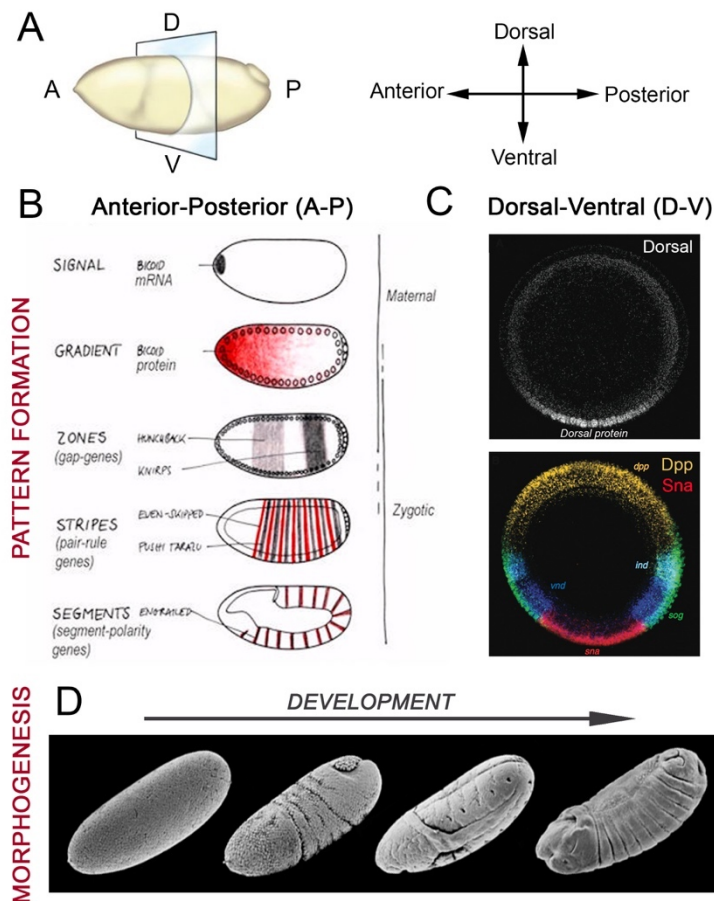 A
D
A
P
V
Dorsal
Anterior
Posterior
Ventral
B
Anterior-Posterior (A-P)
C
Dorsal-Ventral (D-V)
PATTERN FORMATION
SIGNAL
BICOID
mRNA
Maternal
GRADIENT
BICOID
protein
ZONES
(gap-genes)
HUNCHBACK
KNIRPS
Zygotic
STRIPES
(pair-rule
genes)
EVEN-SKIPPED
FUSHI TARAZU
SEGMENTS
(segment-polarity
genes)
ENGRAILED
Dorsal
Dorsal protein
dpp
Dpp
Sna
ind
vnd
sog
sna
MORPHOGENESIS
D
DEVELOPMENT